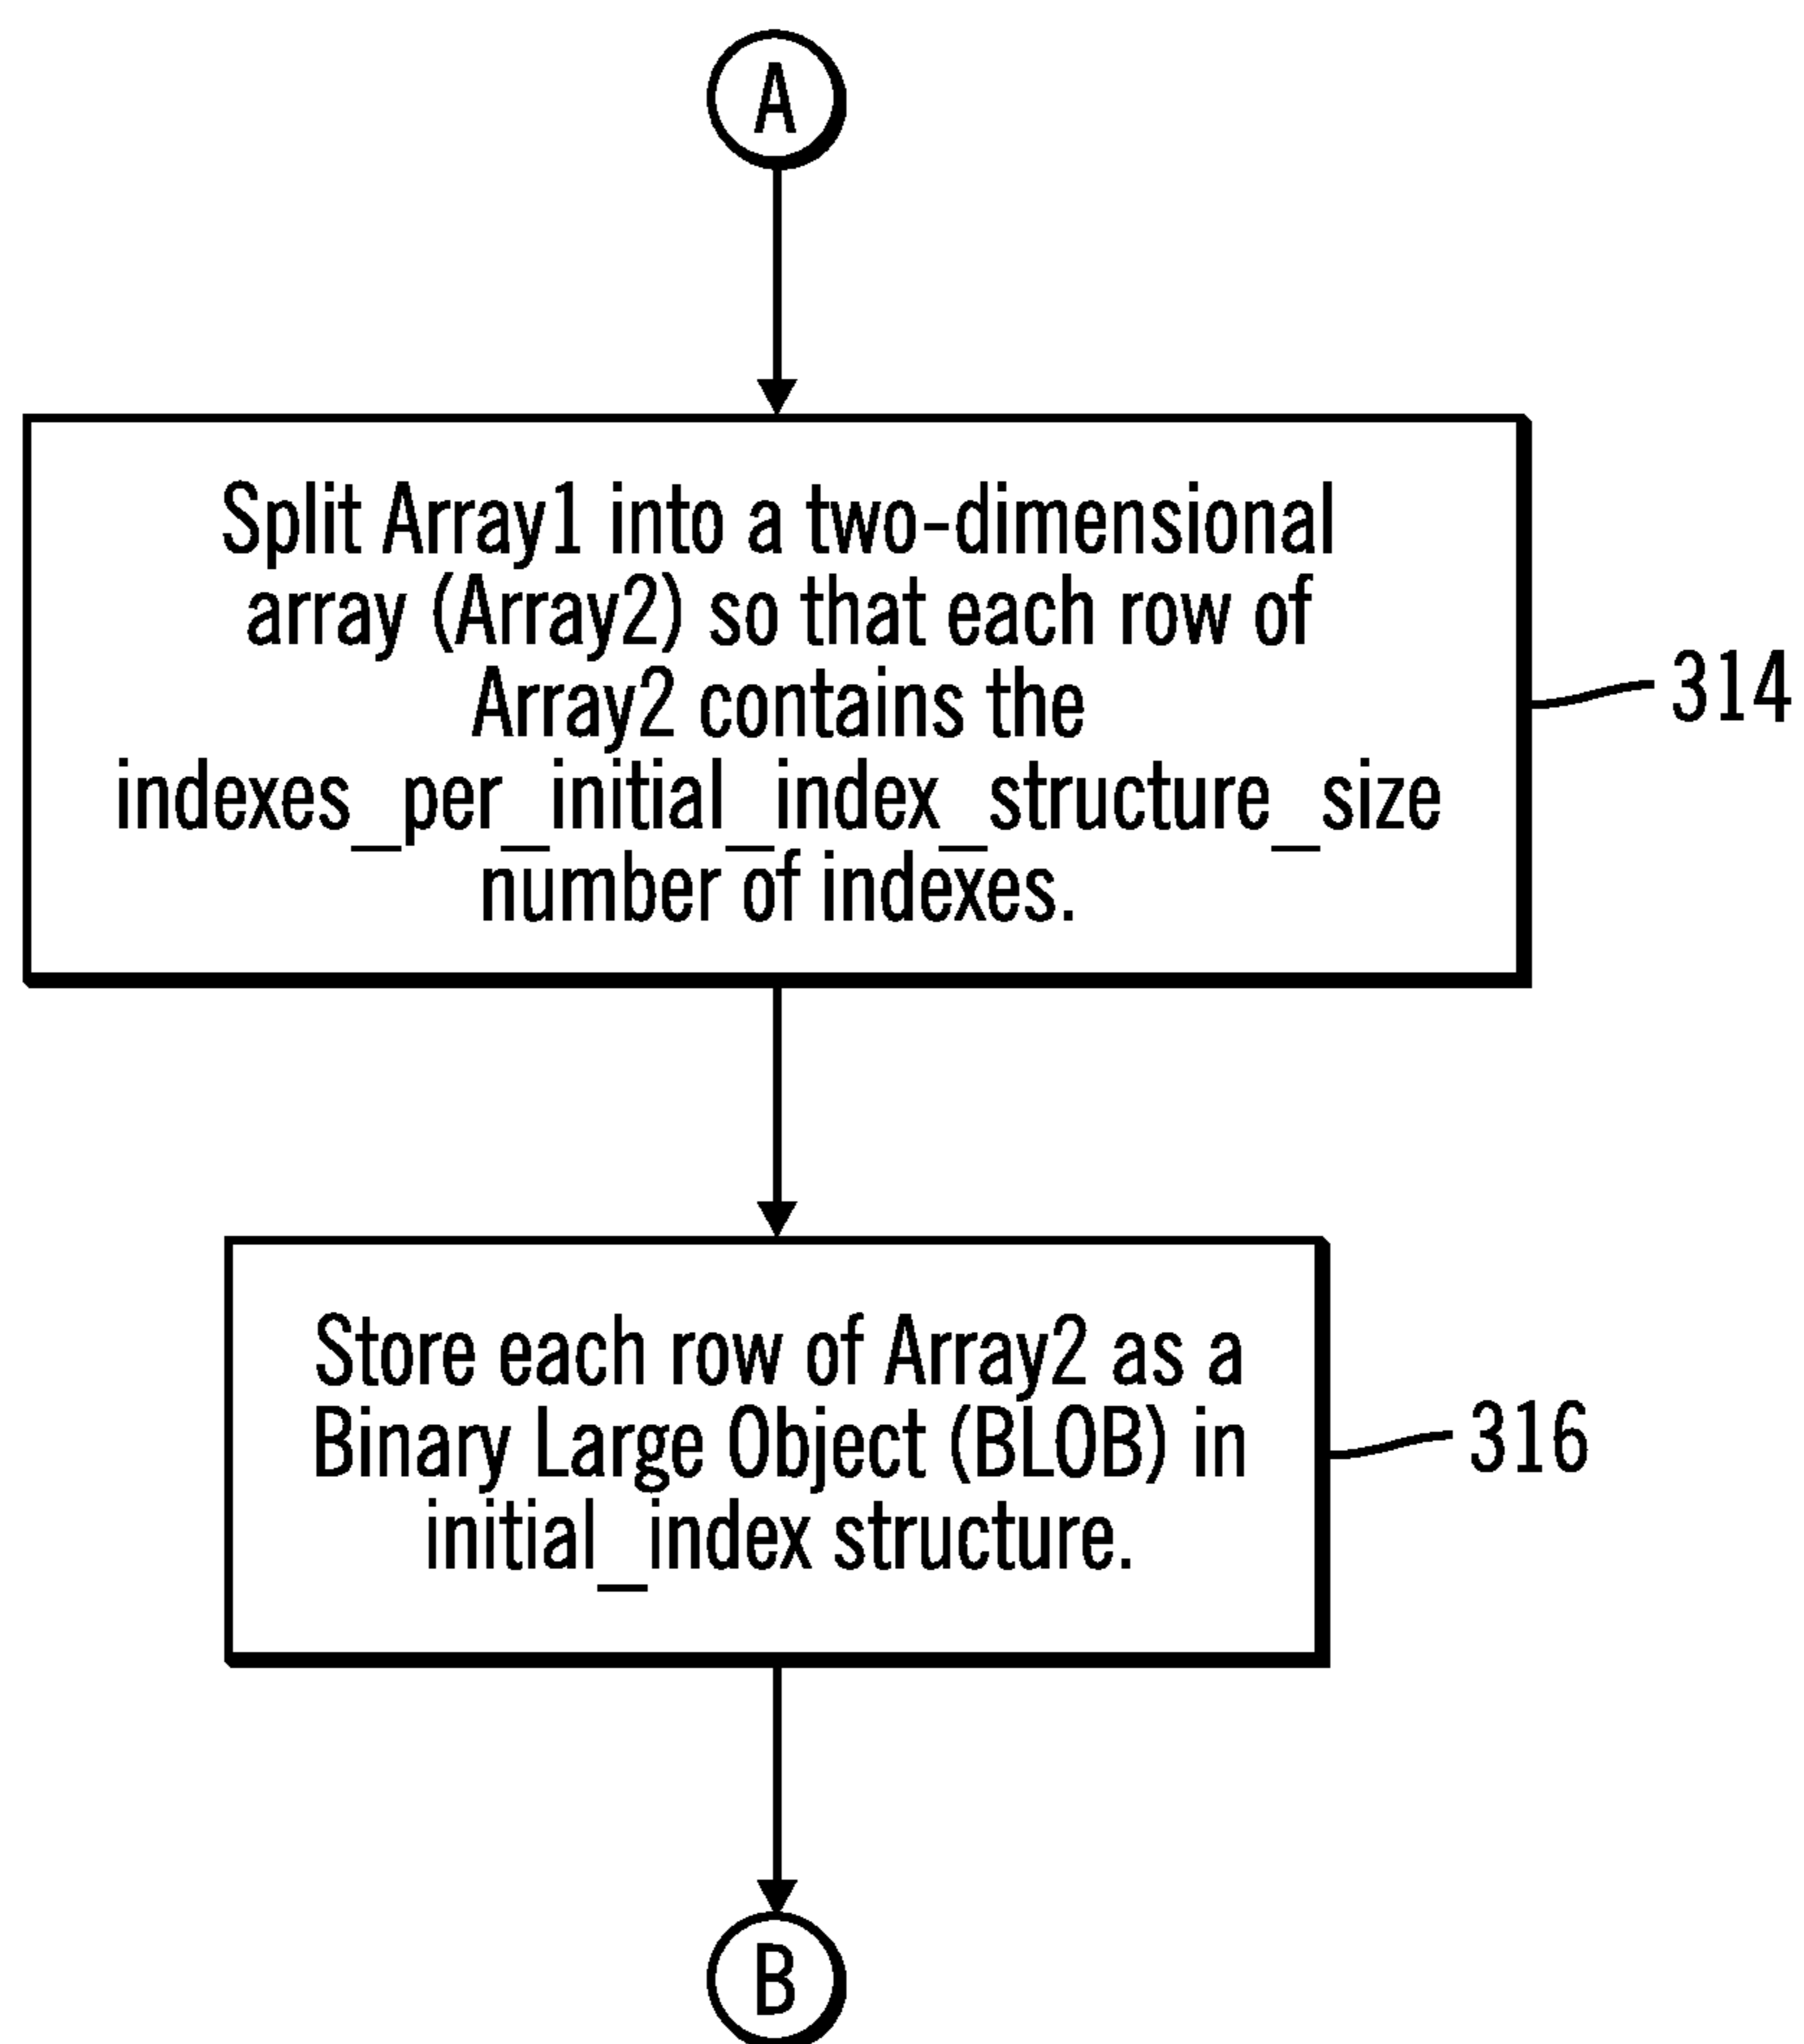 A
Split Array1 into a two-dimensional
array (Array2) so that each row of
Array2 contains the
indexes_per_initial_index_structure_size
number of indexes.
314
Store each row of Array2 as a
Binary Large Object (BLOB) in
initial_index structure.
316
B